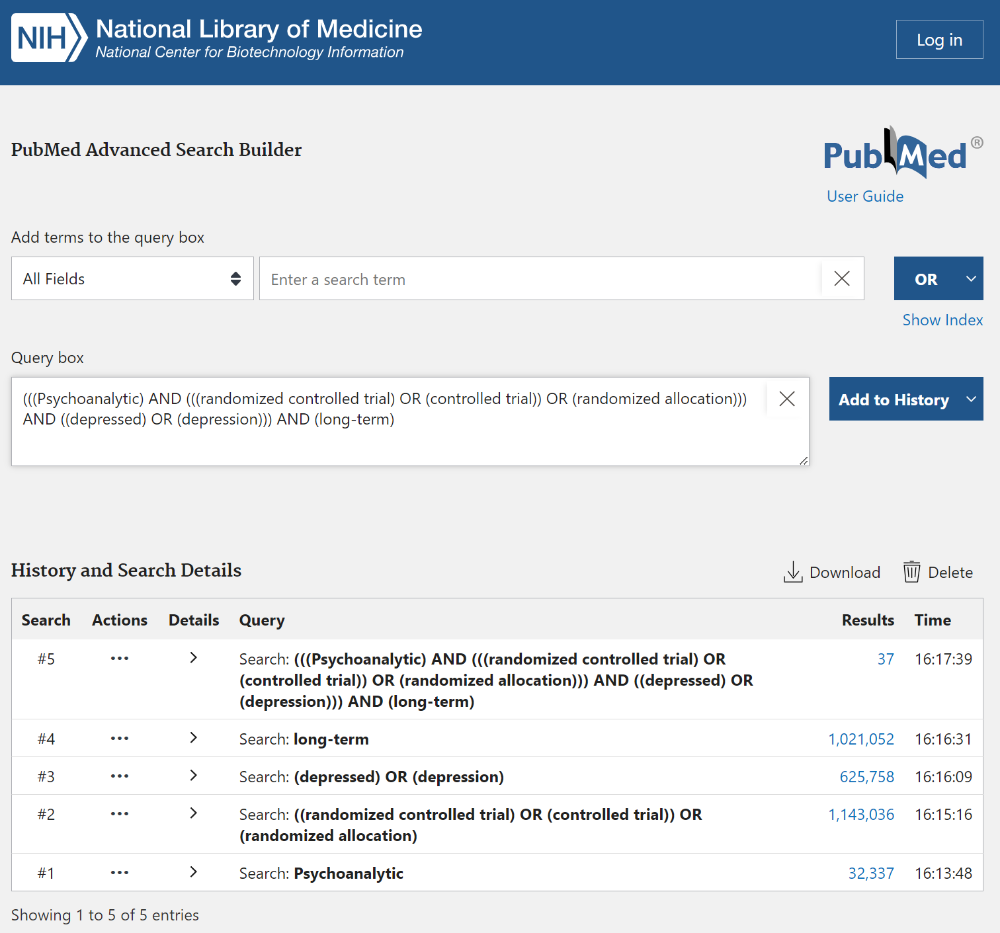 NIH National Library of Medicine
National Center for Biotechnology Information
Log in
PubMed Advanced Search Builder
PubMed®
User Guide
Add terms to the query box
All Fields
Enter a search term
OR
Show Index
Query box
(((Psychoanalytic) AND (((randomized controlled trial) OR (controlled trial)) OR (randomized allocation)))
AND ((depressed) OR (depression))) AND (long-term)
Add to History
History and Search Details
Download
Delete
Search Actions Details Query Results Time
#5 Search: (((Psychoanalytic) AND (((randomized controlled trial) OR 37 16:17:39
(controlled trial)) OR (randomized allocation))) AND ((depressed) OR
(depression))) AND (long-term)
#4 Search: long-term 1,021,052 16:16:31
#3 Search: (depressed) OR (depression) 625,758 16:16:09
#2 Search: ((randomized controlled trial) OR (controlled trial)) OR 1,143,036 16:15:16
(randomized allocation)
#1 Search: Psychoanalytic 32,337 16:13:48
Showing 1 to 5 of 5 entries